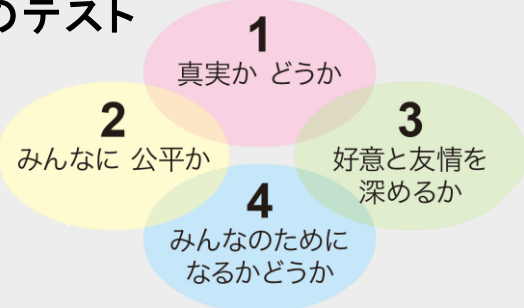 のテスト
1
真実か どうか
2
みんなに 公平か
3
好意と友情を
深めるか
4
みんなのために
なるかどうか